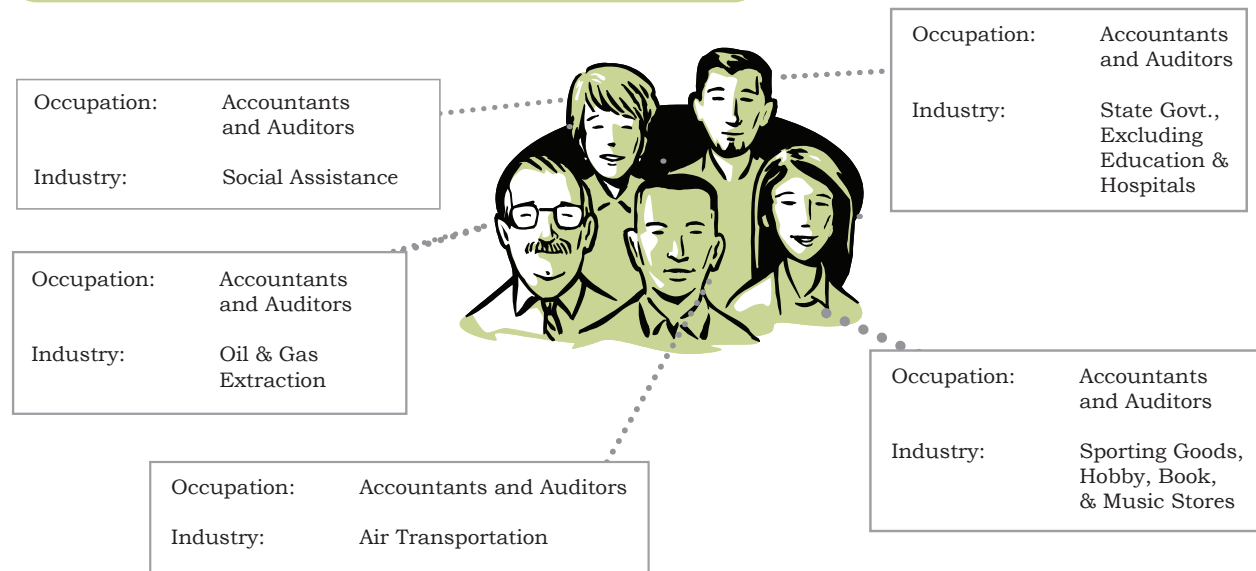 Occupation: Accountants
and Auditors
Industry: State Govt.,
Excluding
Education &
Hospitals
Occupation: Accountants
and Auditors
Industry: Social Assistance
Occupation: Accountants
and Auditors
Industry: Oil & Gas
Extraction
Occupation: Accountants
and Auditors
Industry: Sporting Goods,
Hobby, Book,
& Music Stores
Occupation: Accountants and Auditors
Industry: Air Transportation